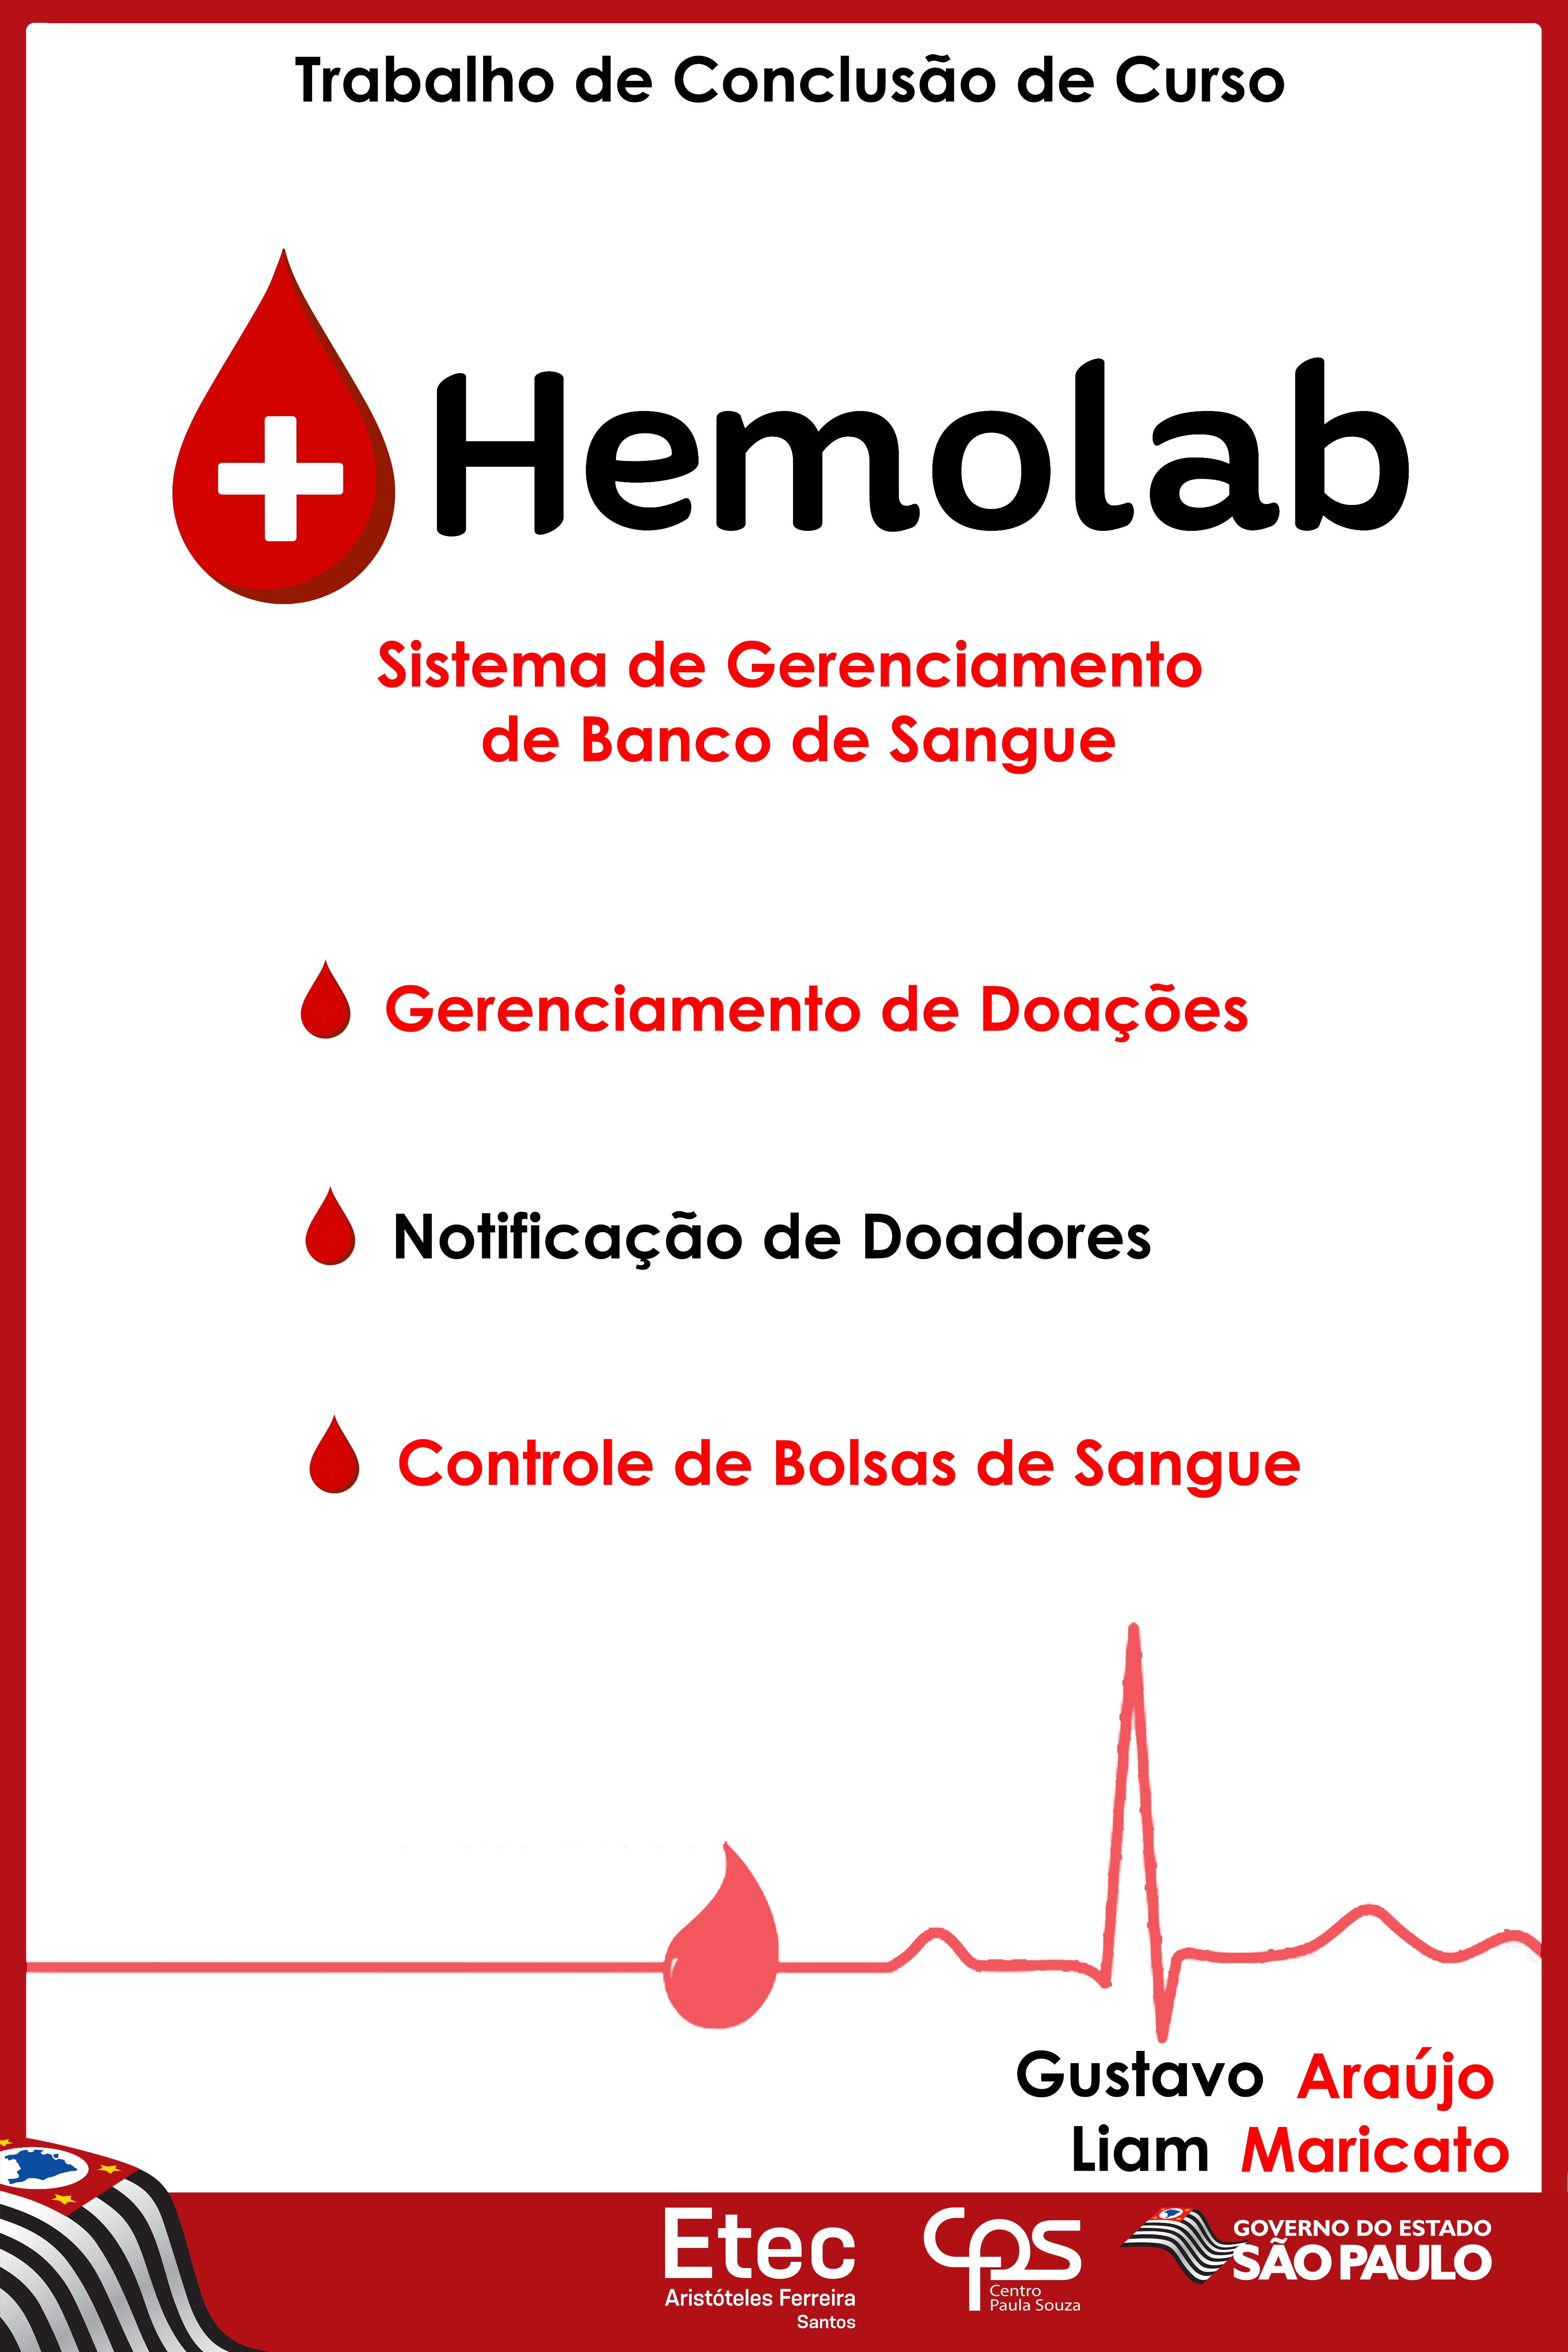 Trabalho de Conclusão de Curso
Hemolab
Sistema de Gerenciamento
de Banco de Sangue
Gerenciamento de Doações
Notificação de Doadores
Controle de Bolsas de Sangue
Gustavo Araújo
Liam Maricato
Etec
Aristóteles Ferreira
Santos
CPS
Centro
Paula Souza
GOVERNO DO ESTADO
SÃO PAULO